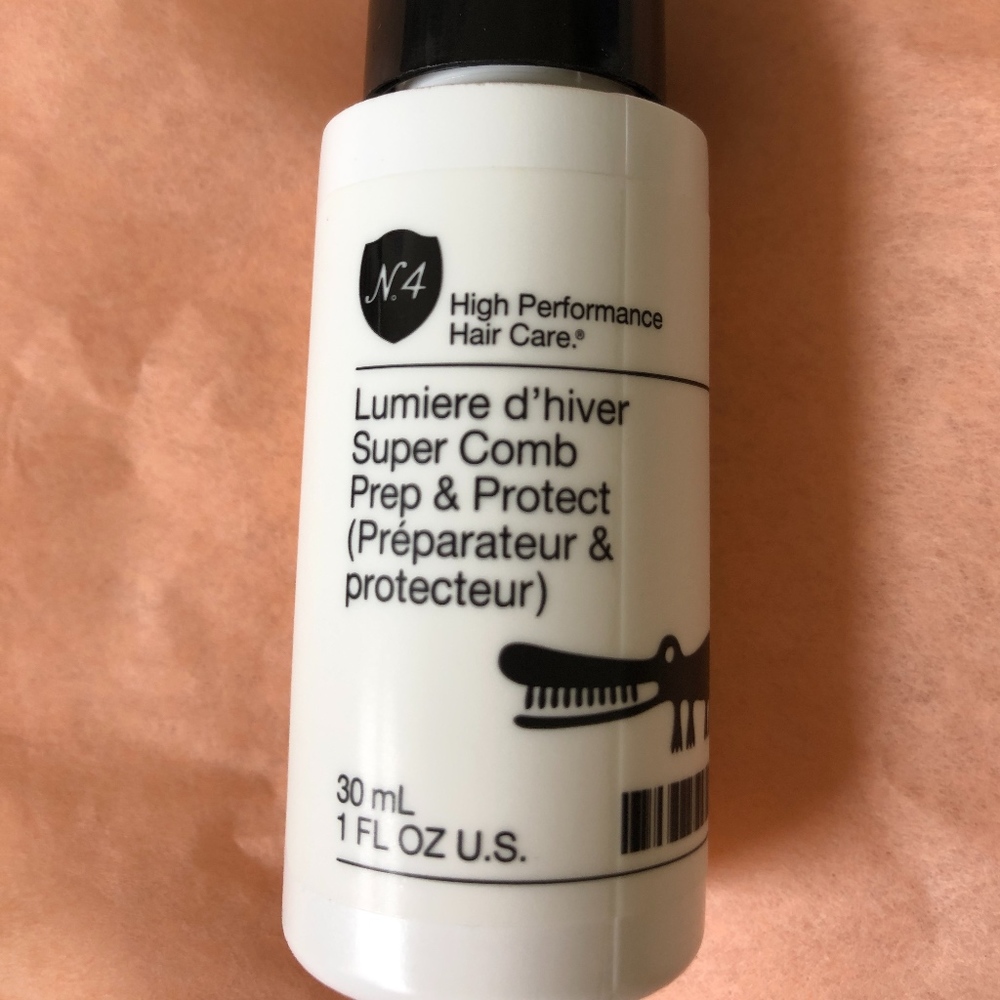 N.4
High Performance
Hair Care.®
Lumiere d'hiver
Super Comb
Prep & Protect
(Préparateur &
protecteur)
30 mL
1 FL OZ U.S.